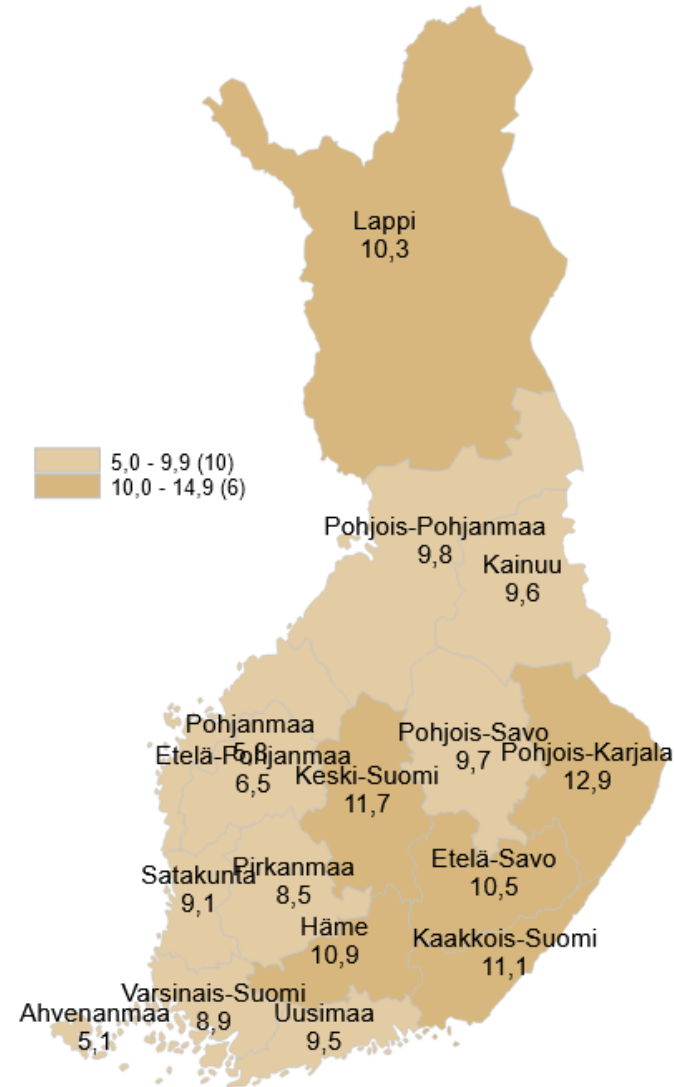 Lappi
10,3
5,0 - 9,9 (10)
10,0 - 14,9 (6)
Pohjois-Pohjanmaa
9,8
Kainuu
9,6
Pohjanmaa
Etelä-Pohjanmaa
6,5
Keski-Suomi
11,7
Pohjois-Savo
9,7
Pohjois-Karjala
12,9
Satakunta
9,1
Pirkanmaa
8,5
Etelä-Savo
10,5
Häme
10,9
Kaakkois-Suomi
11,1
Varsinais-Suomi
8,9
Ahvenanmaa
5,1
Uusimaa
9,5